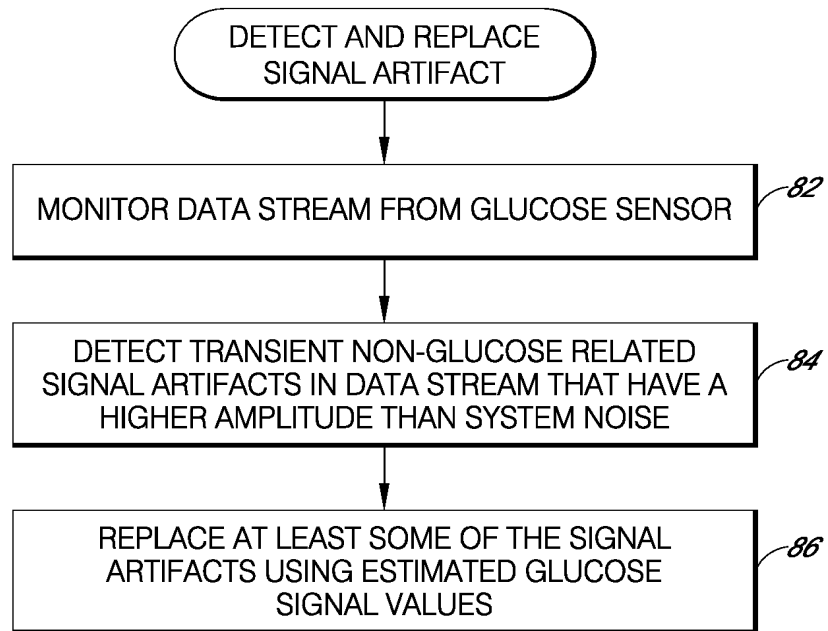 DETECT AND REPLACE
SIGNAL ARTIFACT
MONITOR DATA STREAM FROM GLUCOSE SENSOR
82
DETECT TRANSIENT NON-GLUCOSE RELATED
SIGNAL ARTIFACTS IN DATA STREAM THAT HAVE A
HIGHER AMPLITUDE THAN SYSTEM NOISE
84
REPLACE AT LEAST SOME OF THE SIGNAL
ARTIFACTS USING ESTIMATED GLUCOSE
SIGNAL VALUES
86